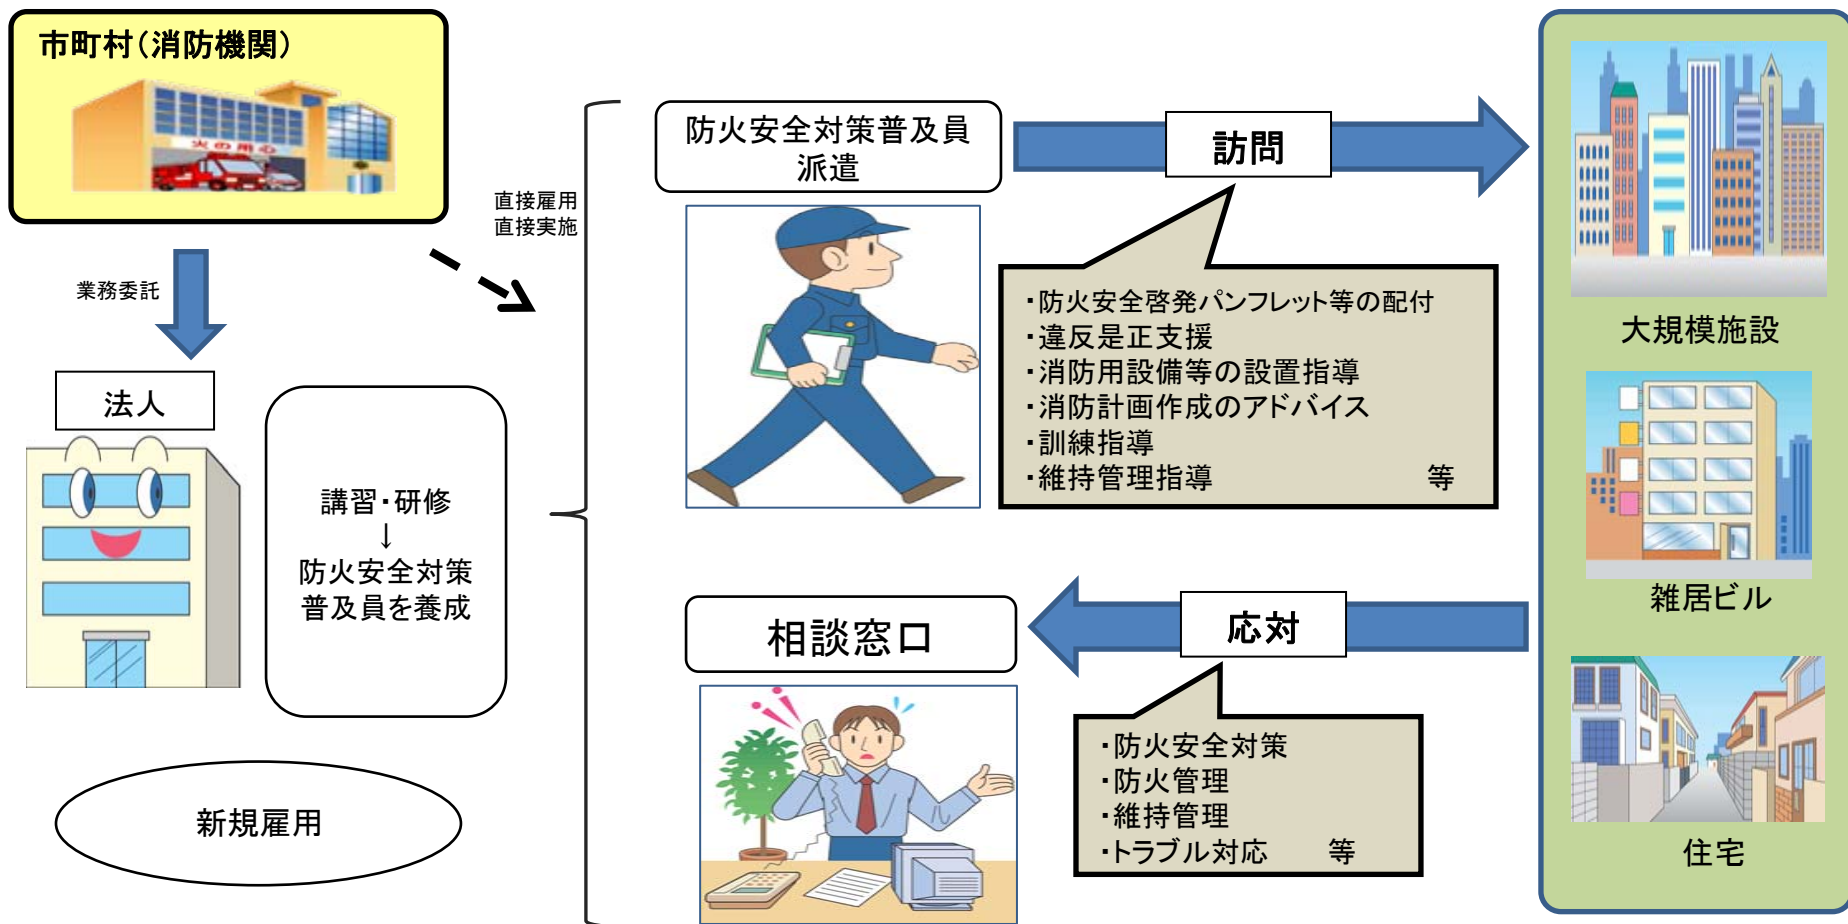 市町村（消防機関）
火の用心
業務委託
法人
講習・研修
↓
防火安全対策
普及員を養成
新規雇用
直接雇用
直接実施
防火安全対策普及員
派遣
訪問
・防火安全啓発パンフレット等の配付
・違反是正支援
・消防用設備等の設置指導
・消防計画作成のアドバイス
・訓練指導
・維持管理指導　等
相談窓口
応対
・防火安全対策
・防火管理
・維持管理
・トラブル対応　等
大規模施設
雑居ビル
住宅